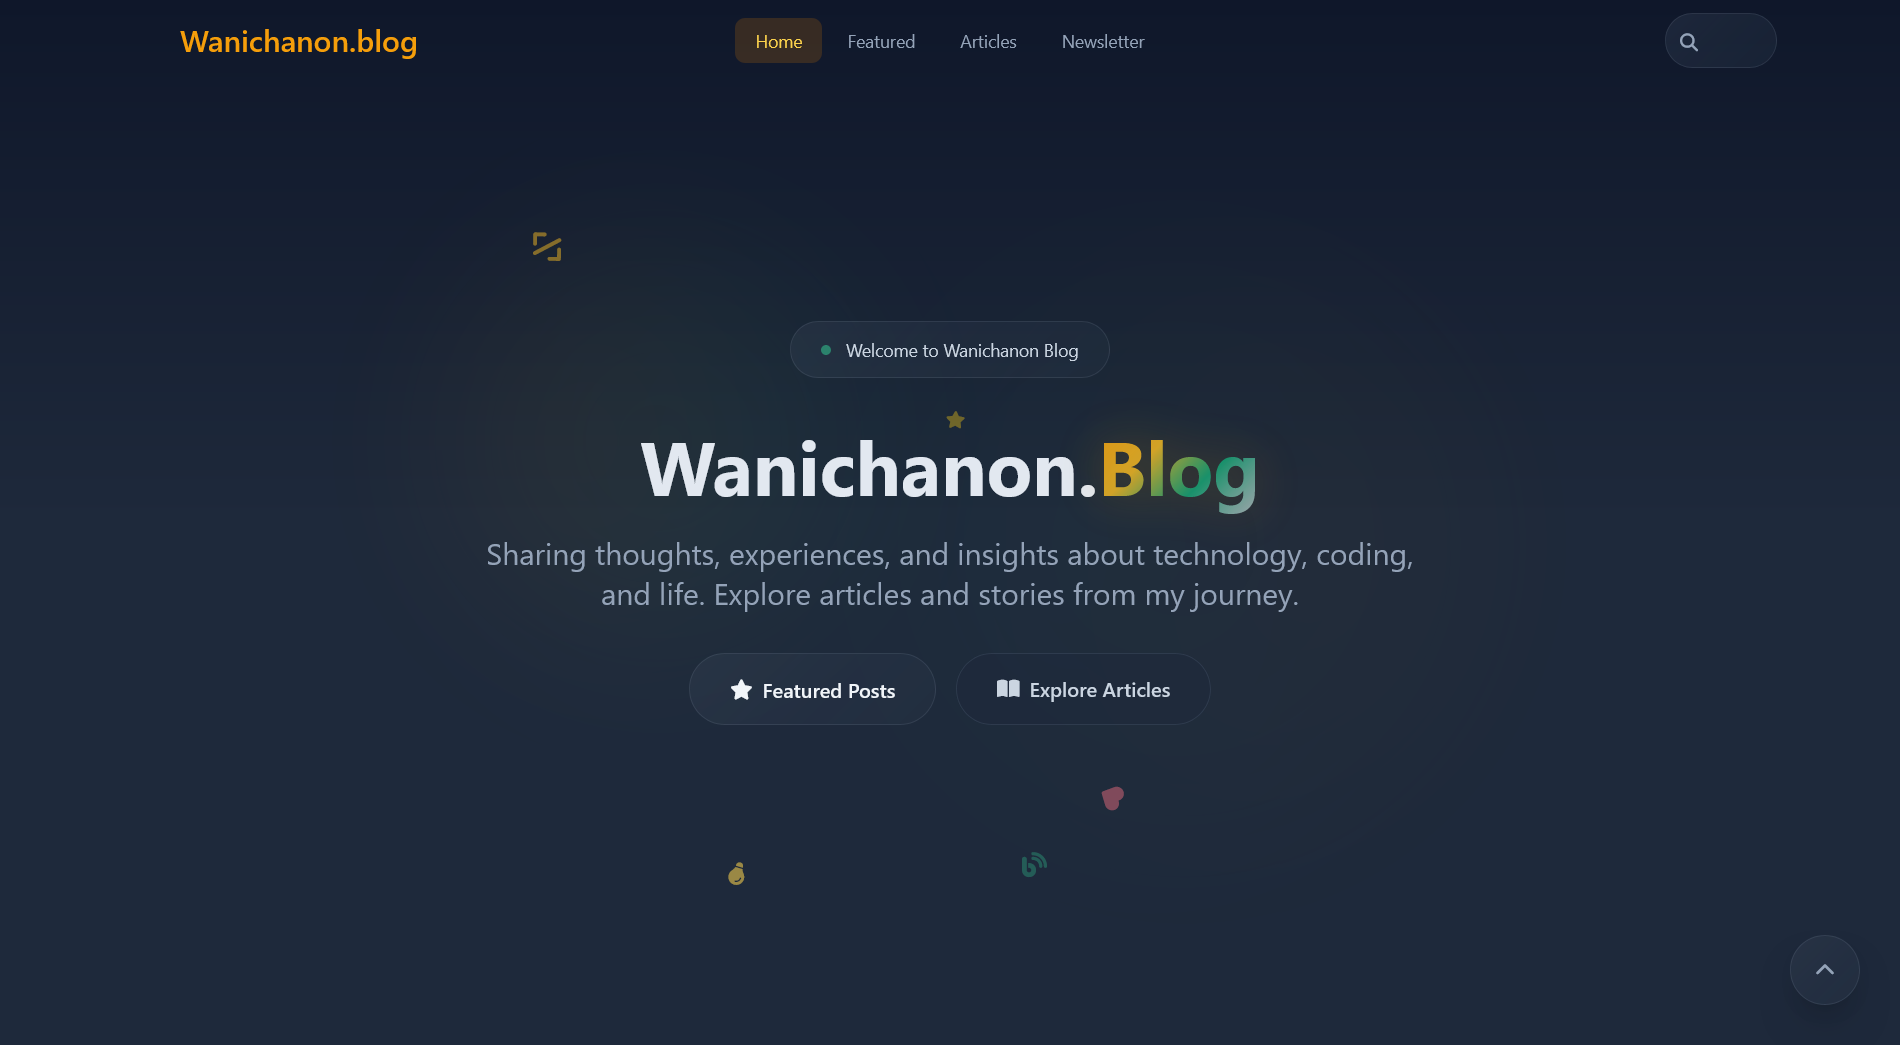 Wanichanon.blog
Home
Featured
Articles
Newsletter
Welcome to Wanichanon Blog
Wanichanon.Blog
Sharing thoughts, experiences, and insights about technology, coding,
and life. Explore articles and stories from my journey.
Featured Posts
Explore Articles